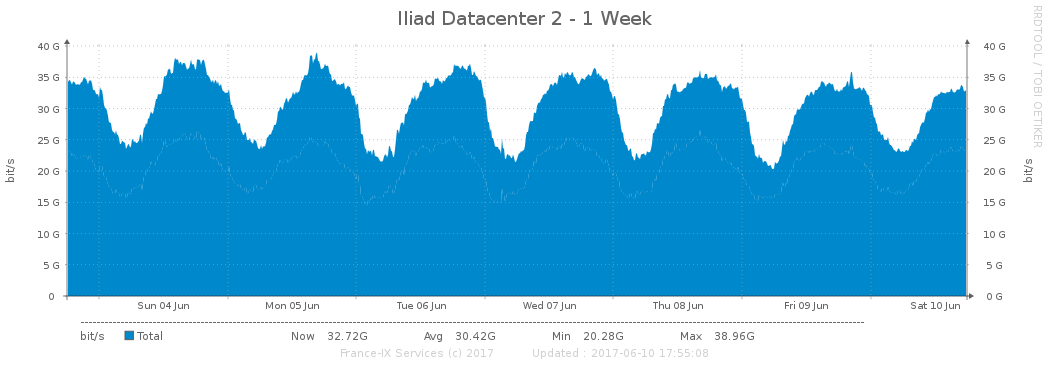 Iliad Datacenter 2 - 1 Week
RRDTOOL / TOBI OETIKER
40 G 40 G
35 G 35 G
30 G 30 G
25 G 25 G
20 G 20 G
15 G 15 G
10 G 10 G
5 G 5 G
0 0 G
bit/s bit/s
Sun 04 Jun Mon 05 Jun Tue 06 Jun Wed 07 Jun Thu 08 Jun Fri 09 Jun Sat 10 Jun
bit/s Total Now 32.72G Avg 30.42G Min 20.28G Max 38.96G
France-IX Services (c) 2017 Updated : 2017-06-10 17:55:08